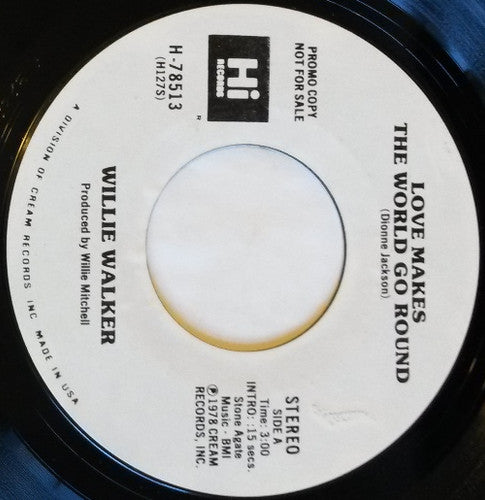 PROMO COPY
NOT FOR SALE
Hi
RECORDS
R
H-78513
(H127S)
LOVE MAKES
THE WORLD GO ROUND
(Dionne Jackson)
WILLIE WALKER
Produced by Willie Mitchell
STEREO
SIDE A
Time: 3:00
INTRO: :15 secs.
Stone Agate
Music - BMI
℗1978 CREAM
RECORDS, INC.
A DIVISION OF CREAM RECORDS INC. MADE IN USA